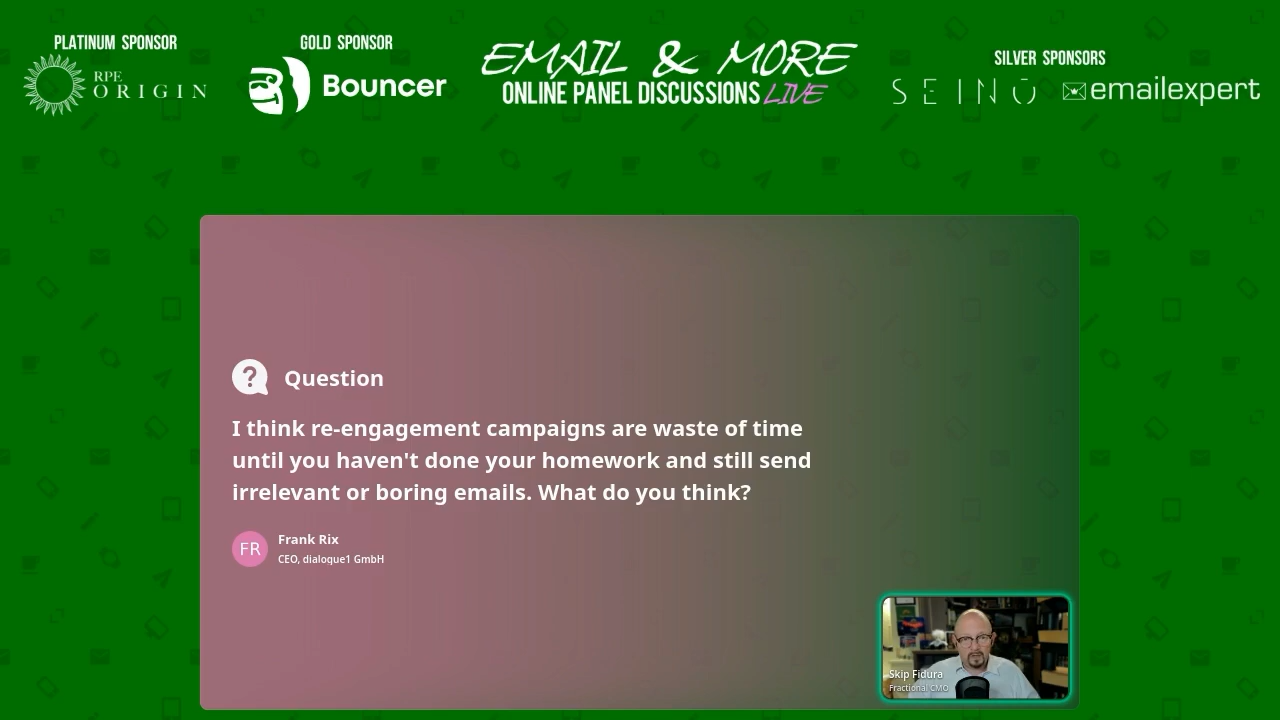 PLATINUM SPONSOR
RPE
ORIGIN
GOLD SPONSOR
Bouncer
EMAIL & MORE
ONLINE PANEL DISCUSSIONS LIVE
SILVER SPONSORS
SEINŌ
emailexpert
Question
I think re-engagement campaigns are waste of time
until you haven't done your homework and still send
irrelevant or boring emails. What do you think?
FR
Frank Rix
CEO, dialogue1 GmbH
Skip Fidura
Fractional CMO